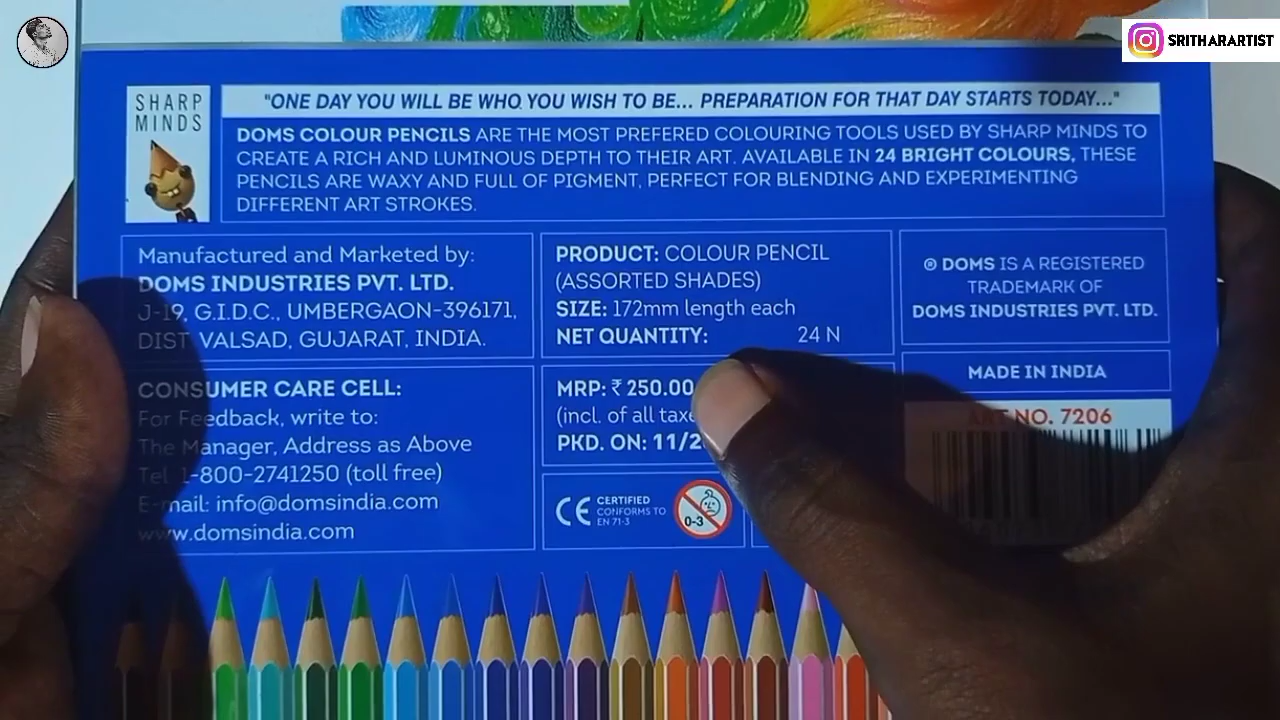 SRITHARARTIST
SHARP
MINDS
"ONE DAY YOU WILL BE WHO YOU WISH TO BE... PREPARATION FOR THAT DAY STARTS TODAY..."
DOMS COLOUR PENCILS ARE THE MOST PREFERED COLOURING TOOLS USED BY SHARP MINDS TO
CREATE A RICH AND LUMINOUS DEPTH TO THEIR ART. AVAILABLE IN 24 BRIGHT COLOURS, THESE
PENCILS ARE WAXY AND FULL OF PIGMENT, PERFECT FOR BLENDING AND EXPERIMENTING
DIFFERENT ART STROKES.
Manufactured and Marketed by:
DOMS INDUSTRIES PVT. LTD.
J-19, G.I.D.C., UMBERGAON-396171,
DIST VALSAD, GUJARAT, INDIA.
CONSUMER CARE CELL:
For Feedback, write to:
The Manager, Address as Above
Tel 1-800-2741250 (toll free)
E-mail: info@domsindia.com
www.domsindia.com
PRODUCT: COLOUR PENCIL
(ASSORTED SHADES)
SIZE: 172mm length each
NET QUANTITY: 24 N
MRP: ₹ 250.00
(incl. of all
PKD. ON: 11/2
CE CERTIFIED
CONFORMS TO
EN 71-3
0-3
® DOMS IS A REGISTERED
TRADEMARK OF
DOMS INDUSTRIES PVT. LTD.
MADE IN INDIA
ART NO. 7206